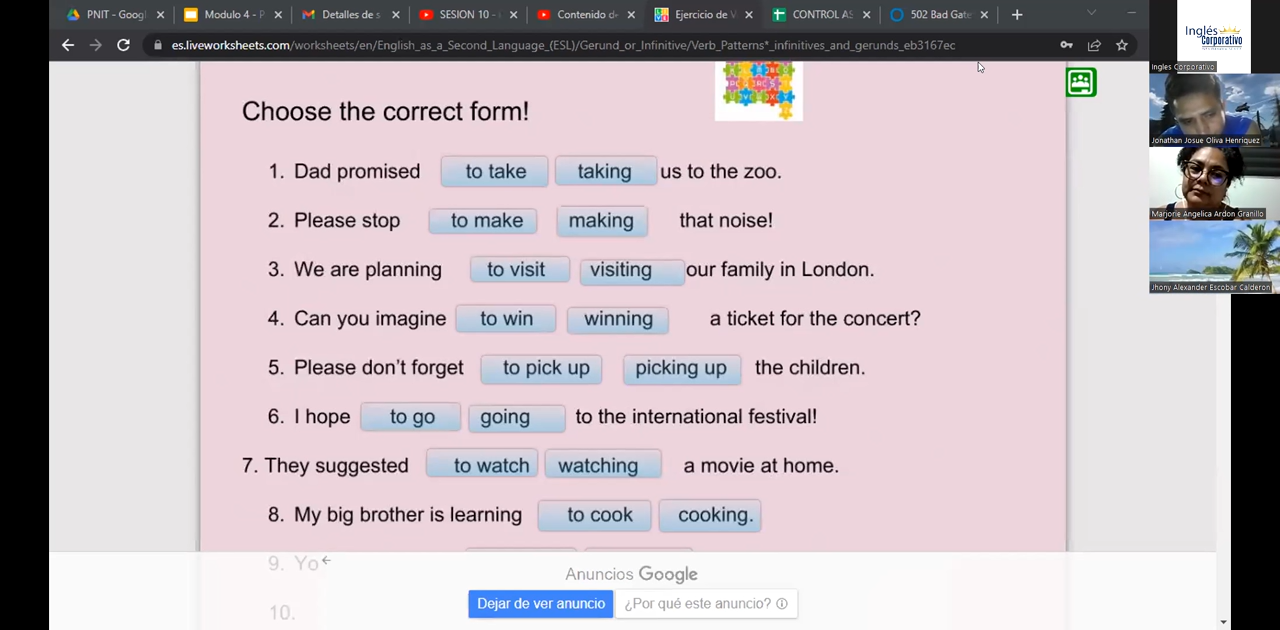 PNIT - Goog
Modulo 4 - P
Detalles de s
SESION 10 -
Contenido d
Ejercicio de V
CONTROL AS
502 Bad Gate
es.liveworksheets.com/worksheets/en/English_as_a_Second_Language_(ESL)/Gerund_or_Infinitive/Verb_Patterns*_infinitives_and_gerunds_eb3167ec
Inglés
Corporativo
Ingles Corporativo
Jonathan Josue Oliva Henriquez
Marjorie Angelica Ardon Granillo
Jhony Alexander Escobar Calderon
Choose the correct form!
1. Dad promised to take taking us to the zoo.
2. Please stop to make making that noise!
3. We are planning to visit visiting our family in London.
4. Can you imagine to win winning a ticket for the concert?
5. Please don't forget to pick up picking up the children.
6. I hope to go going to the international festival!
7. They suggested to watch watching a movie at home.
8. My big brother is learning to cook cooking.
9. Yo
10.
Anuncios Google
Dejar de ver anuncio ¿Por qué este anuncio?